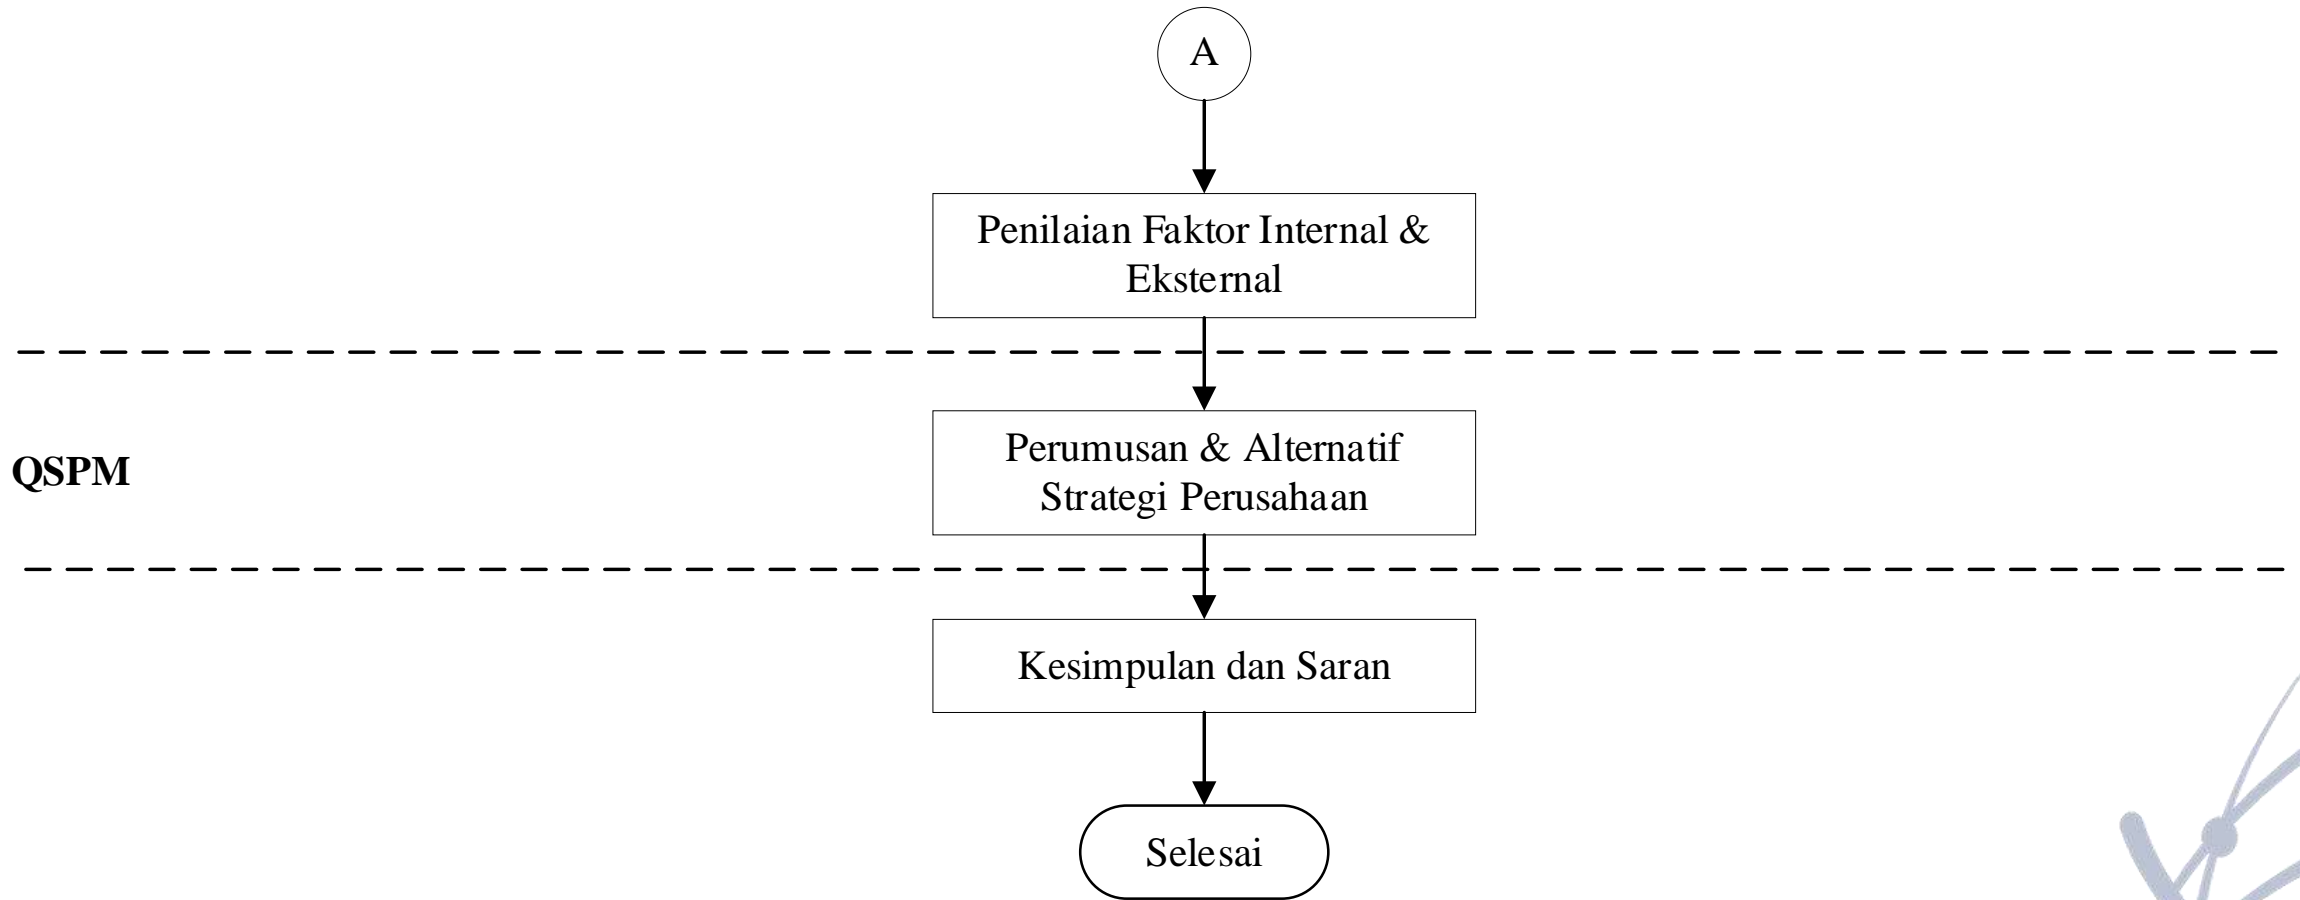 A
Penilaian Faktor Internal &
Eksternal
QSPM
Perumusan & Alternatif
Strategi Perusahaan
Kesimpulan dan Saran
Selesai